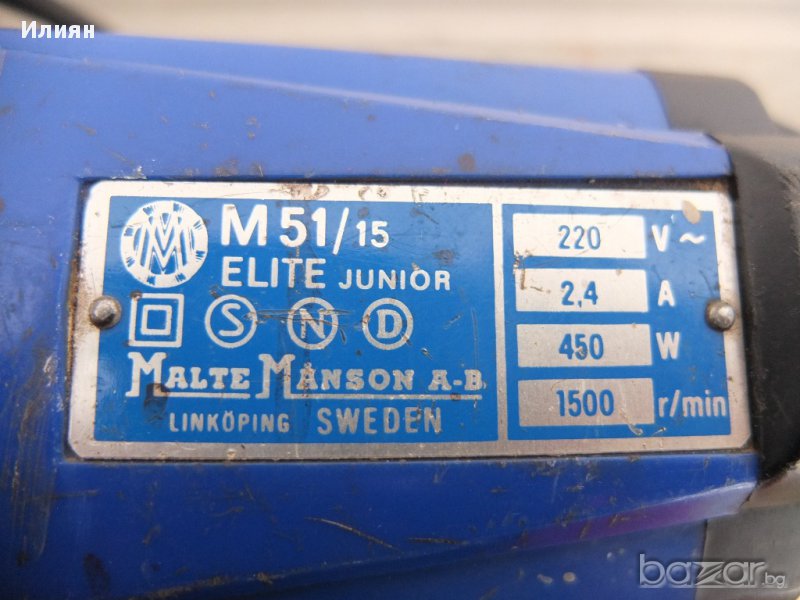 Илиян
M 51/15
ELITE JUNIOR
S N D
MALTE MÅNSON A-B.
LINKÖPING SWEDEN
220 V~
2,4 A
450 W
1500 r/min
bazar.bg